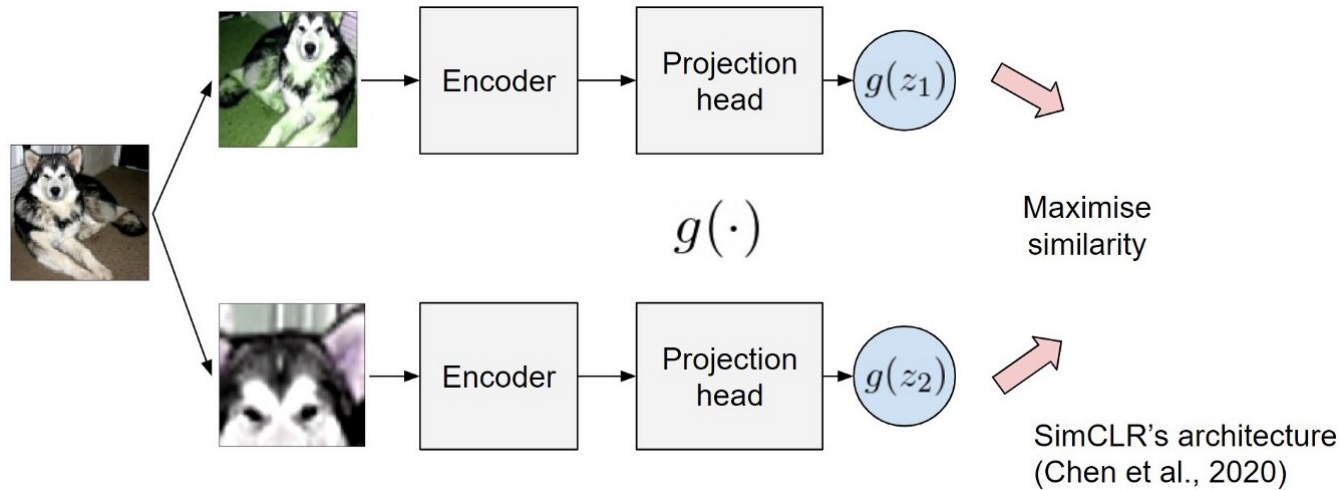 Encoder
Projection
head
g(z₁)
g(·)
Maximise
similarity
Encoder
Projection
head
g(z₂)
SimCLR's architecture
(Chen et al., 2020)